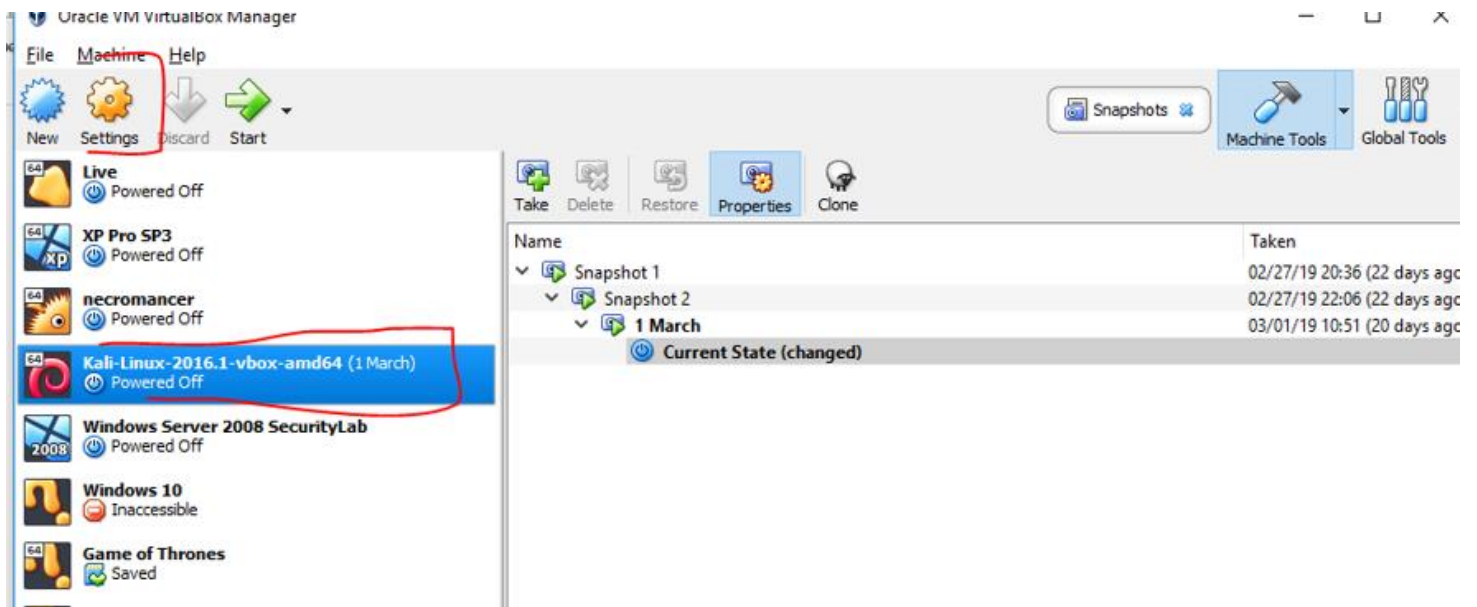 Oracle VM VirtualBox Manager
File Machine Help
New Settings Discard Start
Snapshots
Machine Tools Global Tools
64 Live
Powered Off
64 XP Pro SP3
xp Powered Off
64 necromancer
Powered Off
64 Kali-Linux-2016.1-vbox-amd64 (1 March)
Powered Off
Windows Server 2008 SecurityLab
2008 Powered Off
Windows 10
Inaccessible
64 Game of Thrones
Saved
Take Delete Restore Properties Clone
Name Taken
Snapshot 1 02/27/19 20:36 (22 days ago
Snapshot 2 02/27/19 22:06 (22 days ago
1 March 03/01/19 10:51 (20 days ago
Current State (changed)